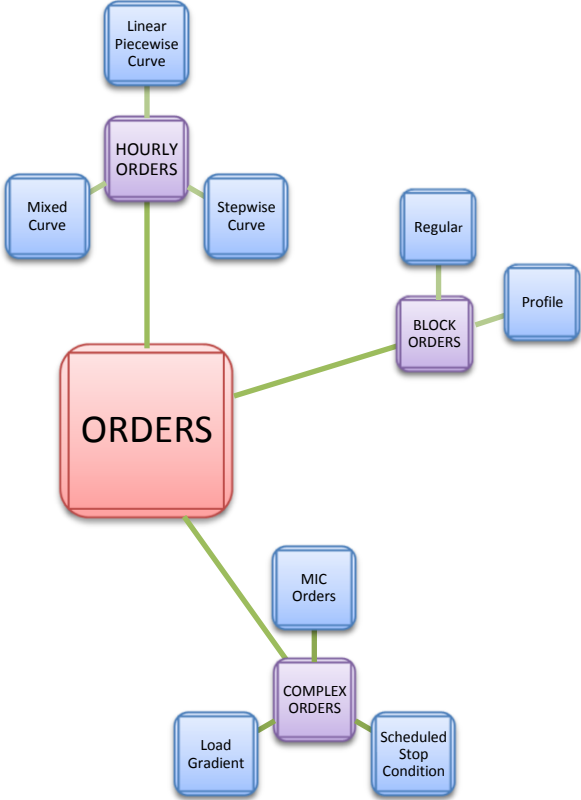 Linear
Piecewise
Curve
HOURLY
ORDERS
Mixed
Curve
Stepwise
Curve
Regular
Profile
BLOCK
ORDERS
ORDERS
MIC
Orders
COMPLEX
ORDERS
Load
Gradient
Scheduled
Stop
Condition